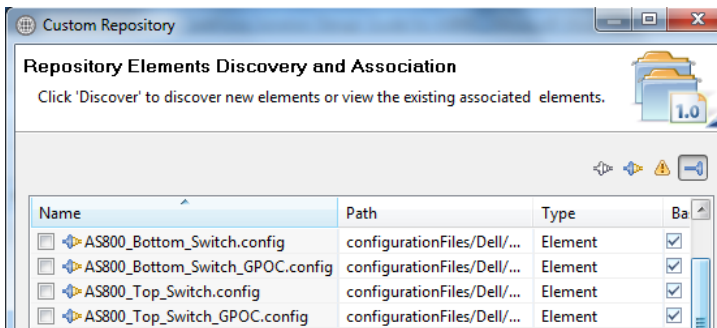 Custom Repository
Repository Elements Discovery and Association
Click 'Discover' to discover new elements or view the existing associated elements.
1.0
Name Path Type Ba
AS800_Bottom_Switch.config configurationFiles/Dell/... Element
AS800_Bottom_Switch_GPOC.config configurationFiles/Dell/... Element
AS800_Top_Switch.config configurationFiles/Dell/... Element
AS800_Top_Switch_GPOC.config configurationFiles/Dell/... Element